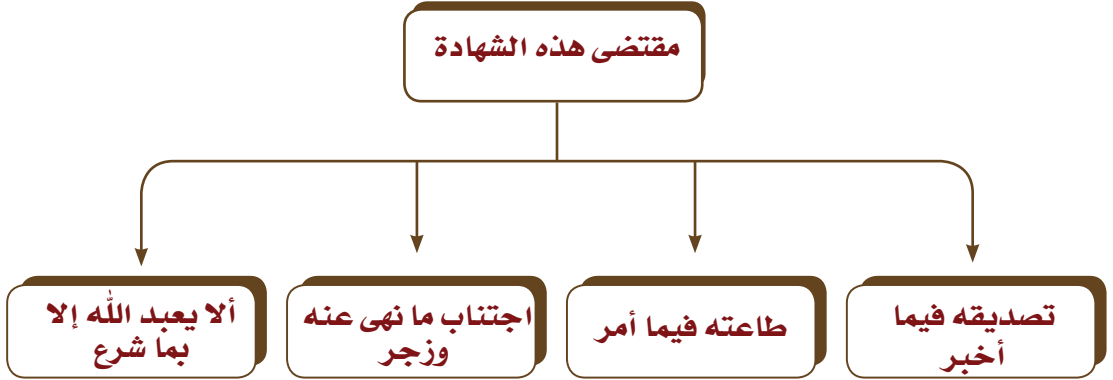 مقتضى هذه الشهادة
تصديقه فيما
أخبر
طاعته فيما أمر
اجتناب ما نهى عنه
وزجر
ألا يعبد الله إلا
بما شرع